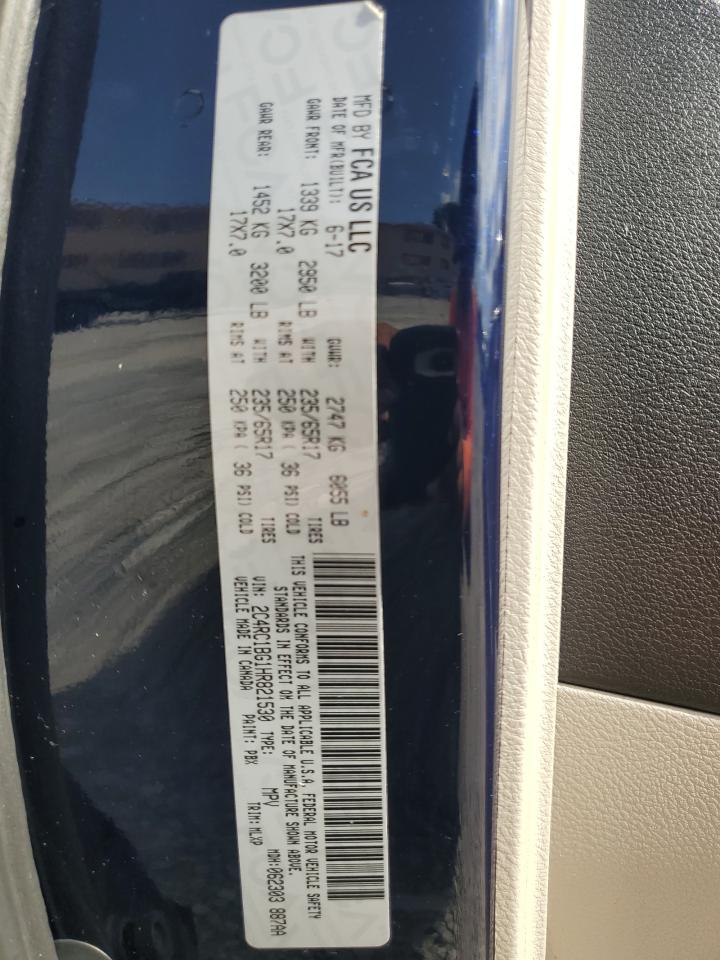 MFD BY FCA US LLC
DATE OF MFR(BUILT): 6-17 GVWR: 2747 KG 6055 LB
GAWR FRONT: 1339 KG 2950 LB WITH 235/65R17 TIRES
17X7.0 RIMS AT 250 KPA ( 36 PSI) COLD
GAWR REAR: 1452 KG 3200 LB WITH 235/65R17 TIRES
17X7.0 RIMS AT 250 KPA ( 36 PSI) COLD
THIS VEHICLE CONFORMS TO ALL APPLICABLE U.S.A. FEDERAL MOTOR VEHICLE SAFETY
STANDARDS IN EFFECT ON THE DATE OF MANUFACTURE SHOWN ABOVE.
VIN: 2C4RC1BG1HR821530 TYPE: MPV MDH:062303 887AA
VEHICLE MADE IN CANADA PAINT: PBX TRIM:MLXP